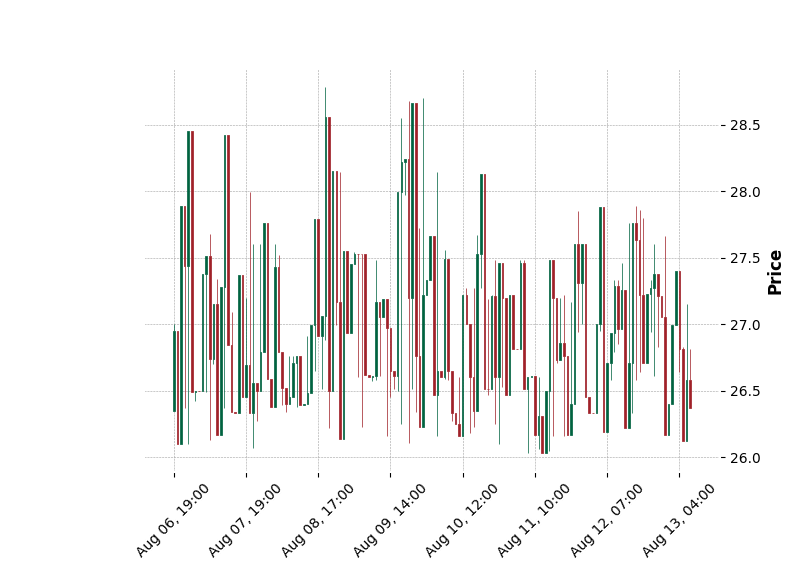 28.5
28.0
27.5
27.0
26.5
26.0
Price
Aug 06, 19:00
Aug 07, 19:00
Aug 08, 17:00
Aug 09, 14:00
Aug 10, 12:00
Aug 11, 10:00
Aug 12, 07:00
Aug 13, 04:00